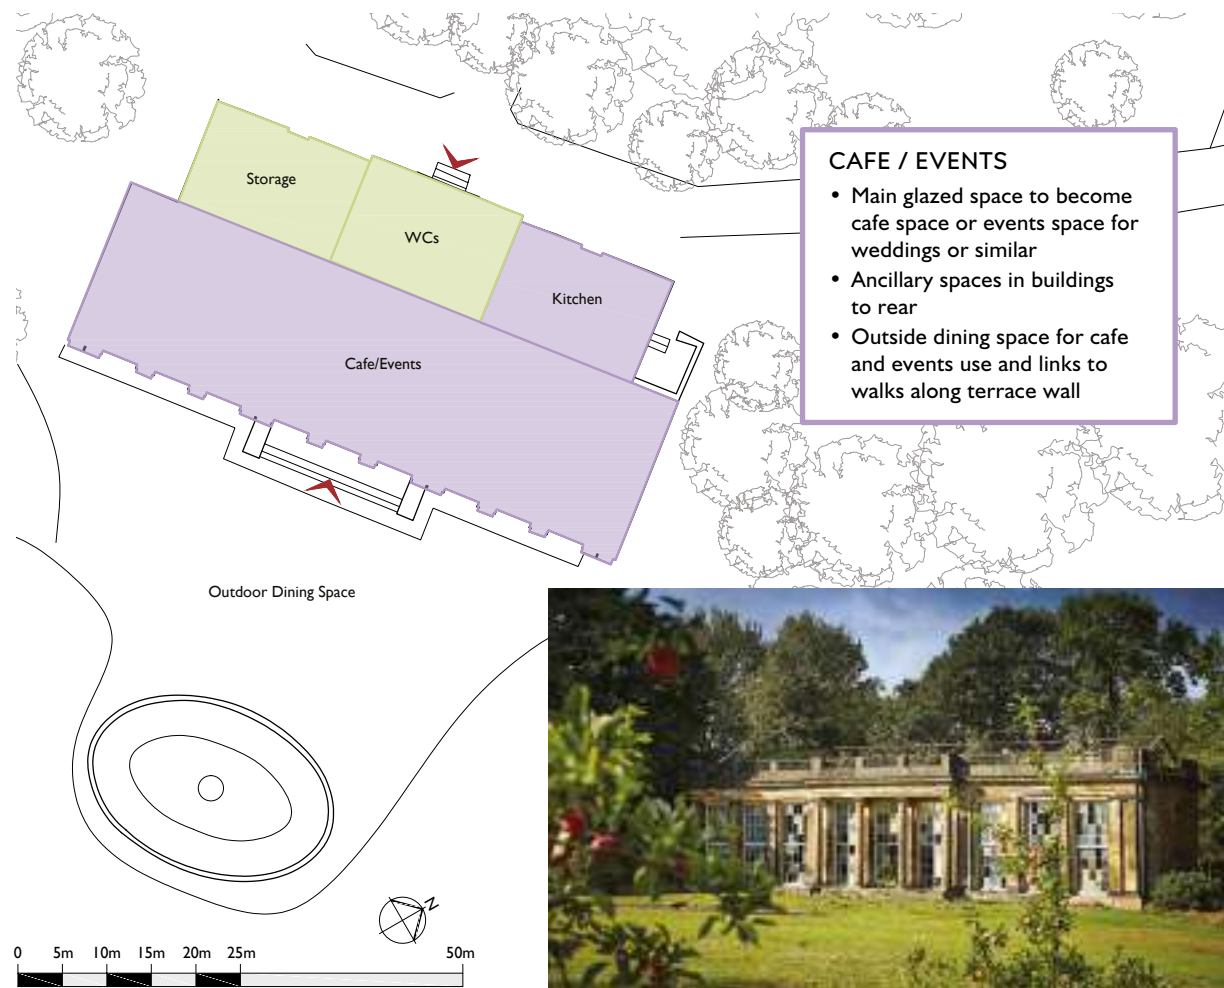 Storage
WCs
Kitchen
Cafe/Events
CAFE / EVENTS
• Main glazed space to become
cafe space or events space for
weddings or similar
• Ancillary spaces in buildings
to rear
• Outside dining space for cafe
and events use and links to
walks along terrace wall
Outdoor Dining Space
N
0 5m 10m 15m 20m 25m 50m